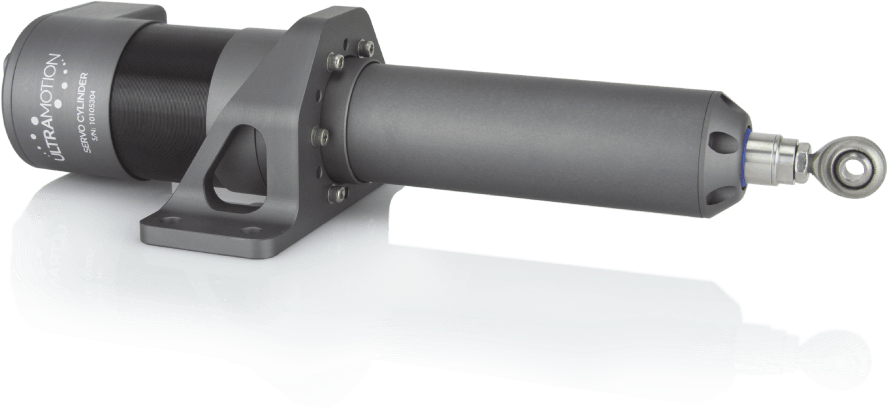 ULTRAMOTION
SERVO CYLINDER
S/N: 10105304